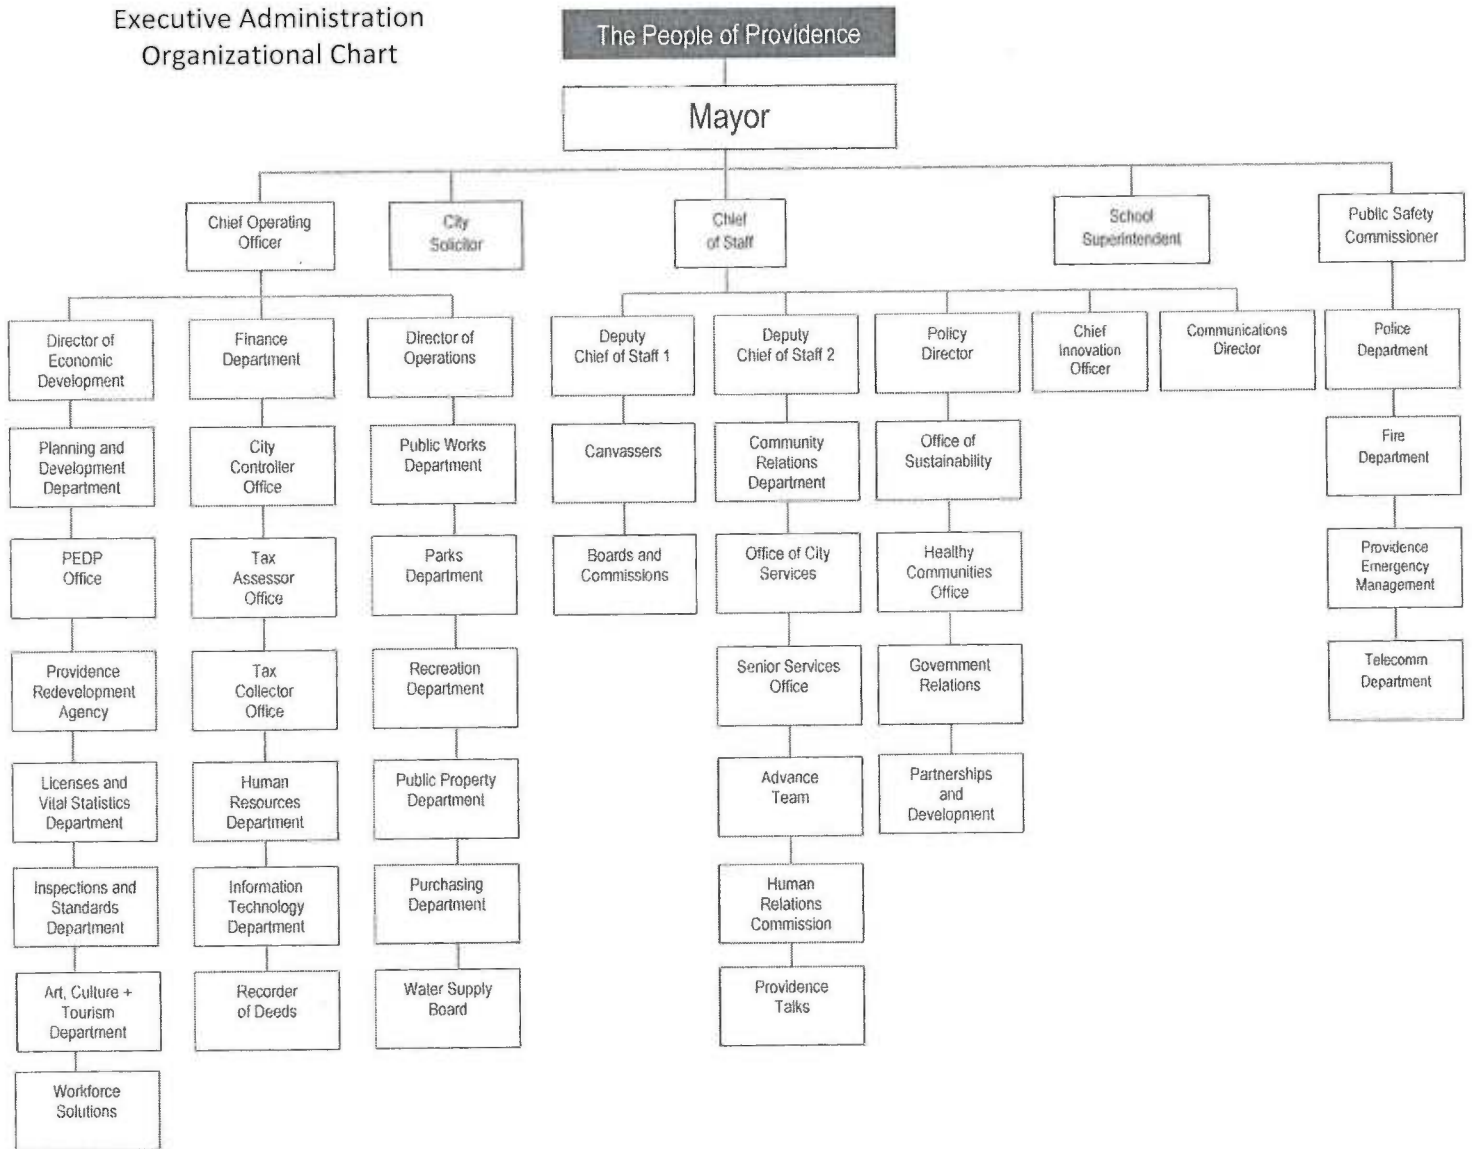 Executive Administration
Organizational Chart
The People of Providence
Mayor
Chief Operating
Officer
City
Solicitor
Chief
of Staff
School
Superintendent
Public Safety
Commissioner
Director of
Economic
Development
Finance
Department
Director of
Operations
Deputy
Chief of Staff 1
Deputy
Chief of Staff 2
Policy
Director
Chief
Innovation
Officer
Communications
Director
Police
Department
Planning and
Development
Department
City
Controller
Office
Public Works
Department
Canvassers
Community
Relations
Department
Office of
Sustainability
Fire
Department
PEDP
Office
Tax
Assessor
Office
Parks
Department
Boards and
Commissions
Office of City
Services
Healthy
Communities
Office
Providence
Emergency
Management
Providence
Redevelopment
Agency
Tax
Collector
Office
Recreation
Department
Senior Services
Office
Government
Relations
Telecomm
Department
Licenses and
Vital Statistics
Department
Human
Resources
Department
Public Property
Department
Advance
Team
Partnerships
and
Development
Inspections and
Standards
Department
Information
Technology
Department
Purchasing
Department
Human
Relations
Commission
Art, Culture +
Tourism
Department
Recorder
of Deeds
Water Supply
Board
Providence
Talks
Workforce
Solutions